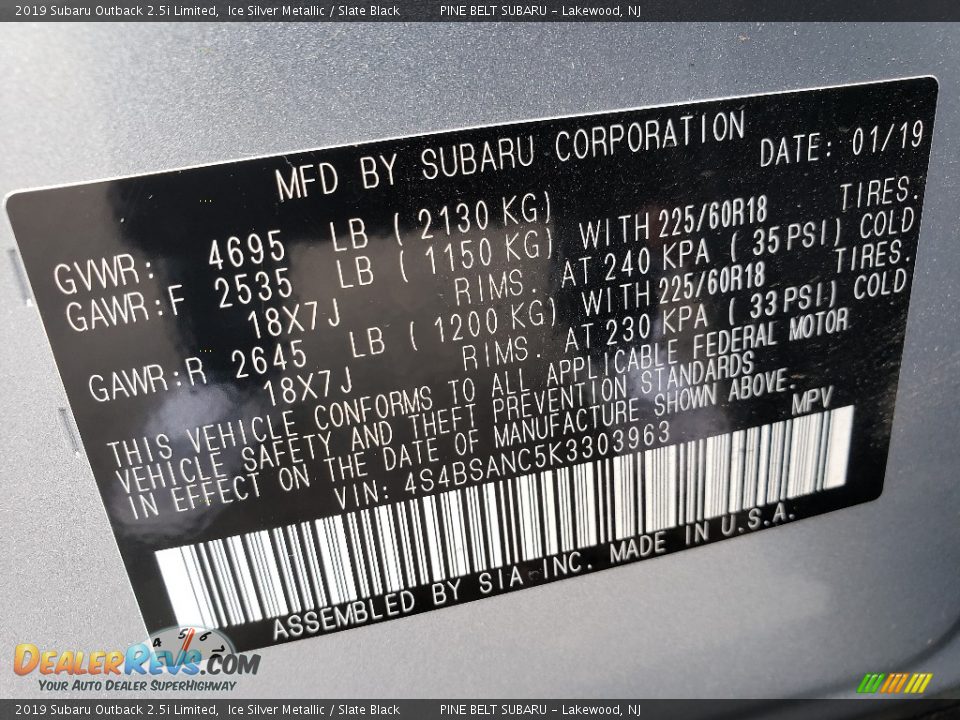 2019 Subaru Outback 2.5i Limited, Ice Silver Metallic / Slate Black PINE BELT SUBARU - Lakewood, NJ
MFD BY SUBARU CORPORATION DATE: 01/19
GVWR: 4695 LB ( 2130 KG)
GAWR:F 2535 LB ( 1150 KG) WITH 225/60R18 TIRES.
18X7J RIMS. AT 240 KPA ( 35 PSI) COLD
GAWR:R 2645 LB ( 1200 KG) WITH 225/60R18 TIRES.
18X7J RIMS. AT 230 KPA ( 33 PSI) COLD
THIS VEHICLE CONFORMS TO ALL APPLICABLE FEDERAL MOTOR
VEHICLE SAFETY AND THEFT PREVENTION STANDARDS
IN EFFECT ON THE DATE OF MANUFACTURE SHOWN ABOVE.
VIN: 4S4BSANC5K3303963 MPV
ASSEMBLED BY SIA INC. MADE IN U.S.A.
4 5 6 7
DEALERREVS.COM
YOUR AUTO DEALER SUPERHIGHWAY
2019 Subaru Outback 2.5i Limited, Ice Silver Metallic / Slate Black PINE BELT SUBARU - Lakewood, NJ